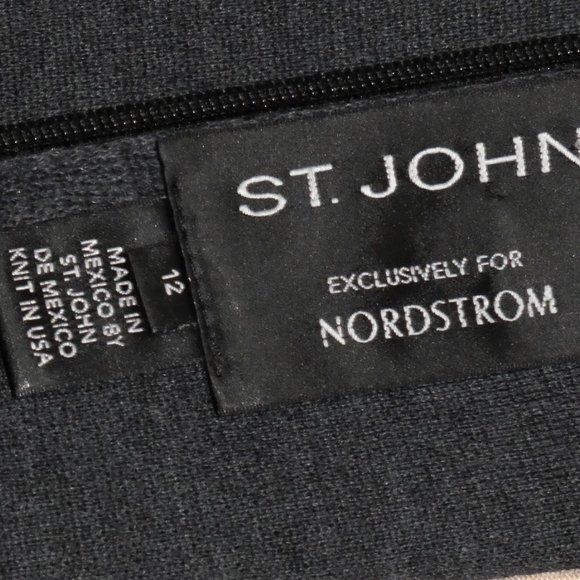 ST. JOHN
EXCLUSIVELY FOR
NORDSTROM
12
MADE IN
MEXICO BY
ST. JOHN
DE MEXICO
KNIT IN USA